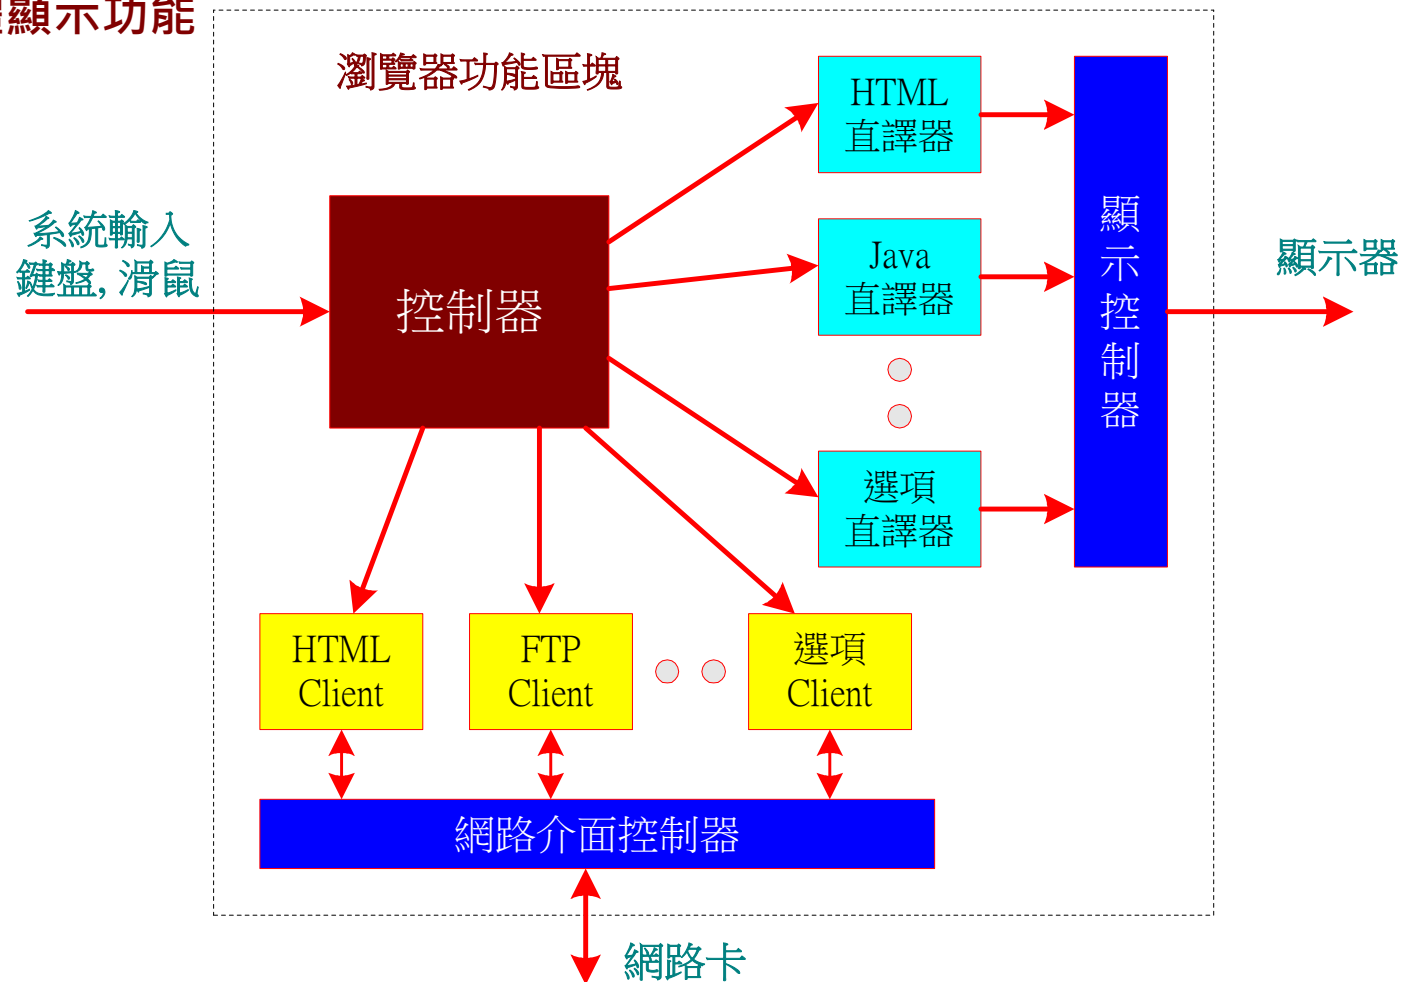 顯示功能
瀏覽器功能區塊
系統輸入
鍵盤, 滑鼠
控制器
HTML
直譯器
Java
直譯器
選項
直譯器
顯示控制器
顯示器
HTML
Client
FTP
Client
選項
Client
網路介面控制器
網路卡